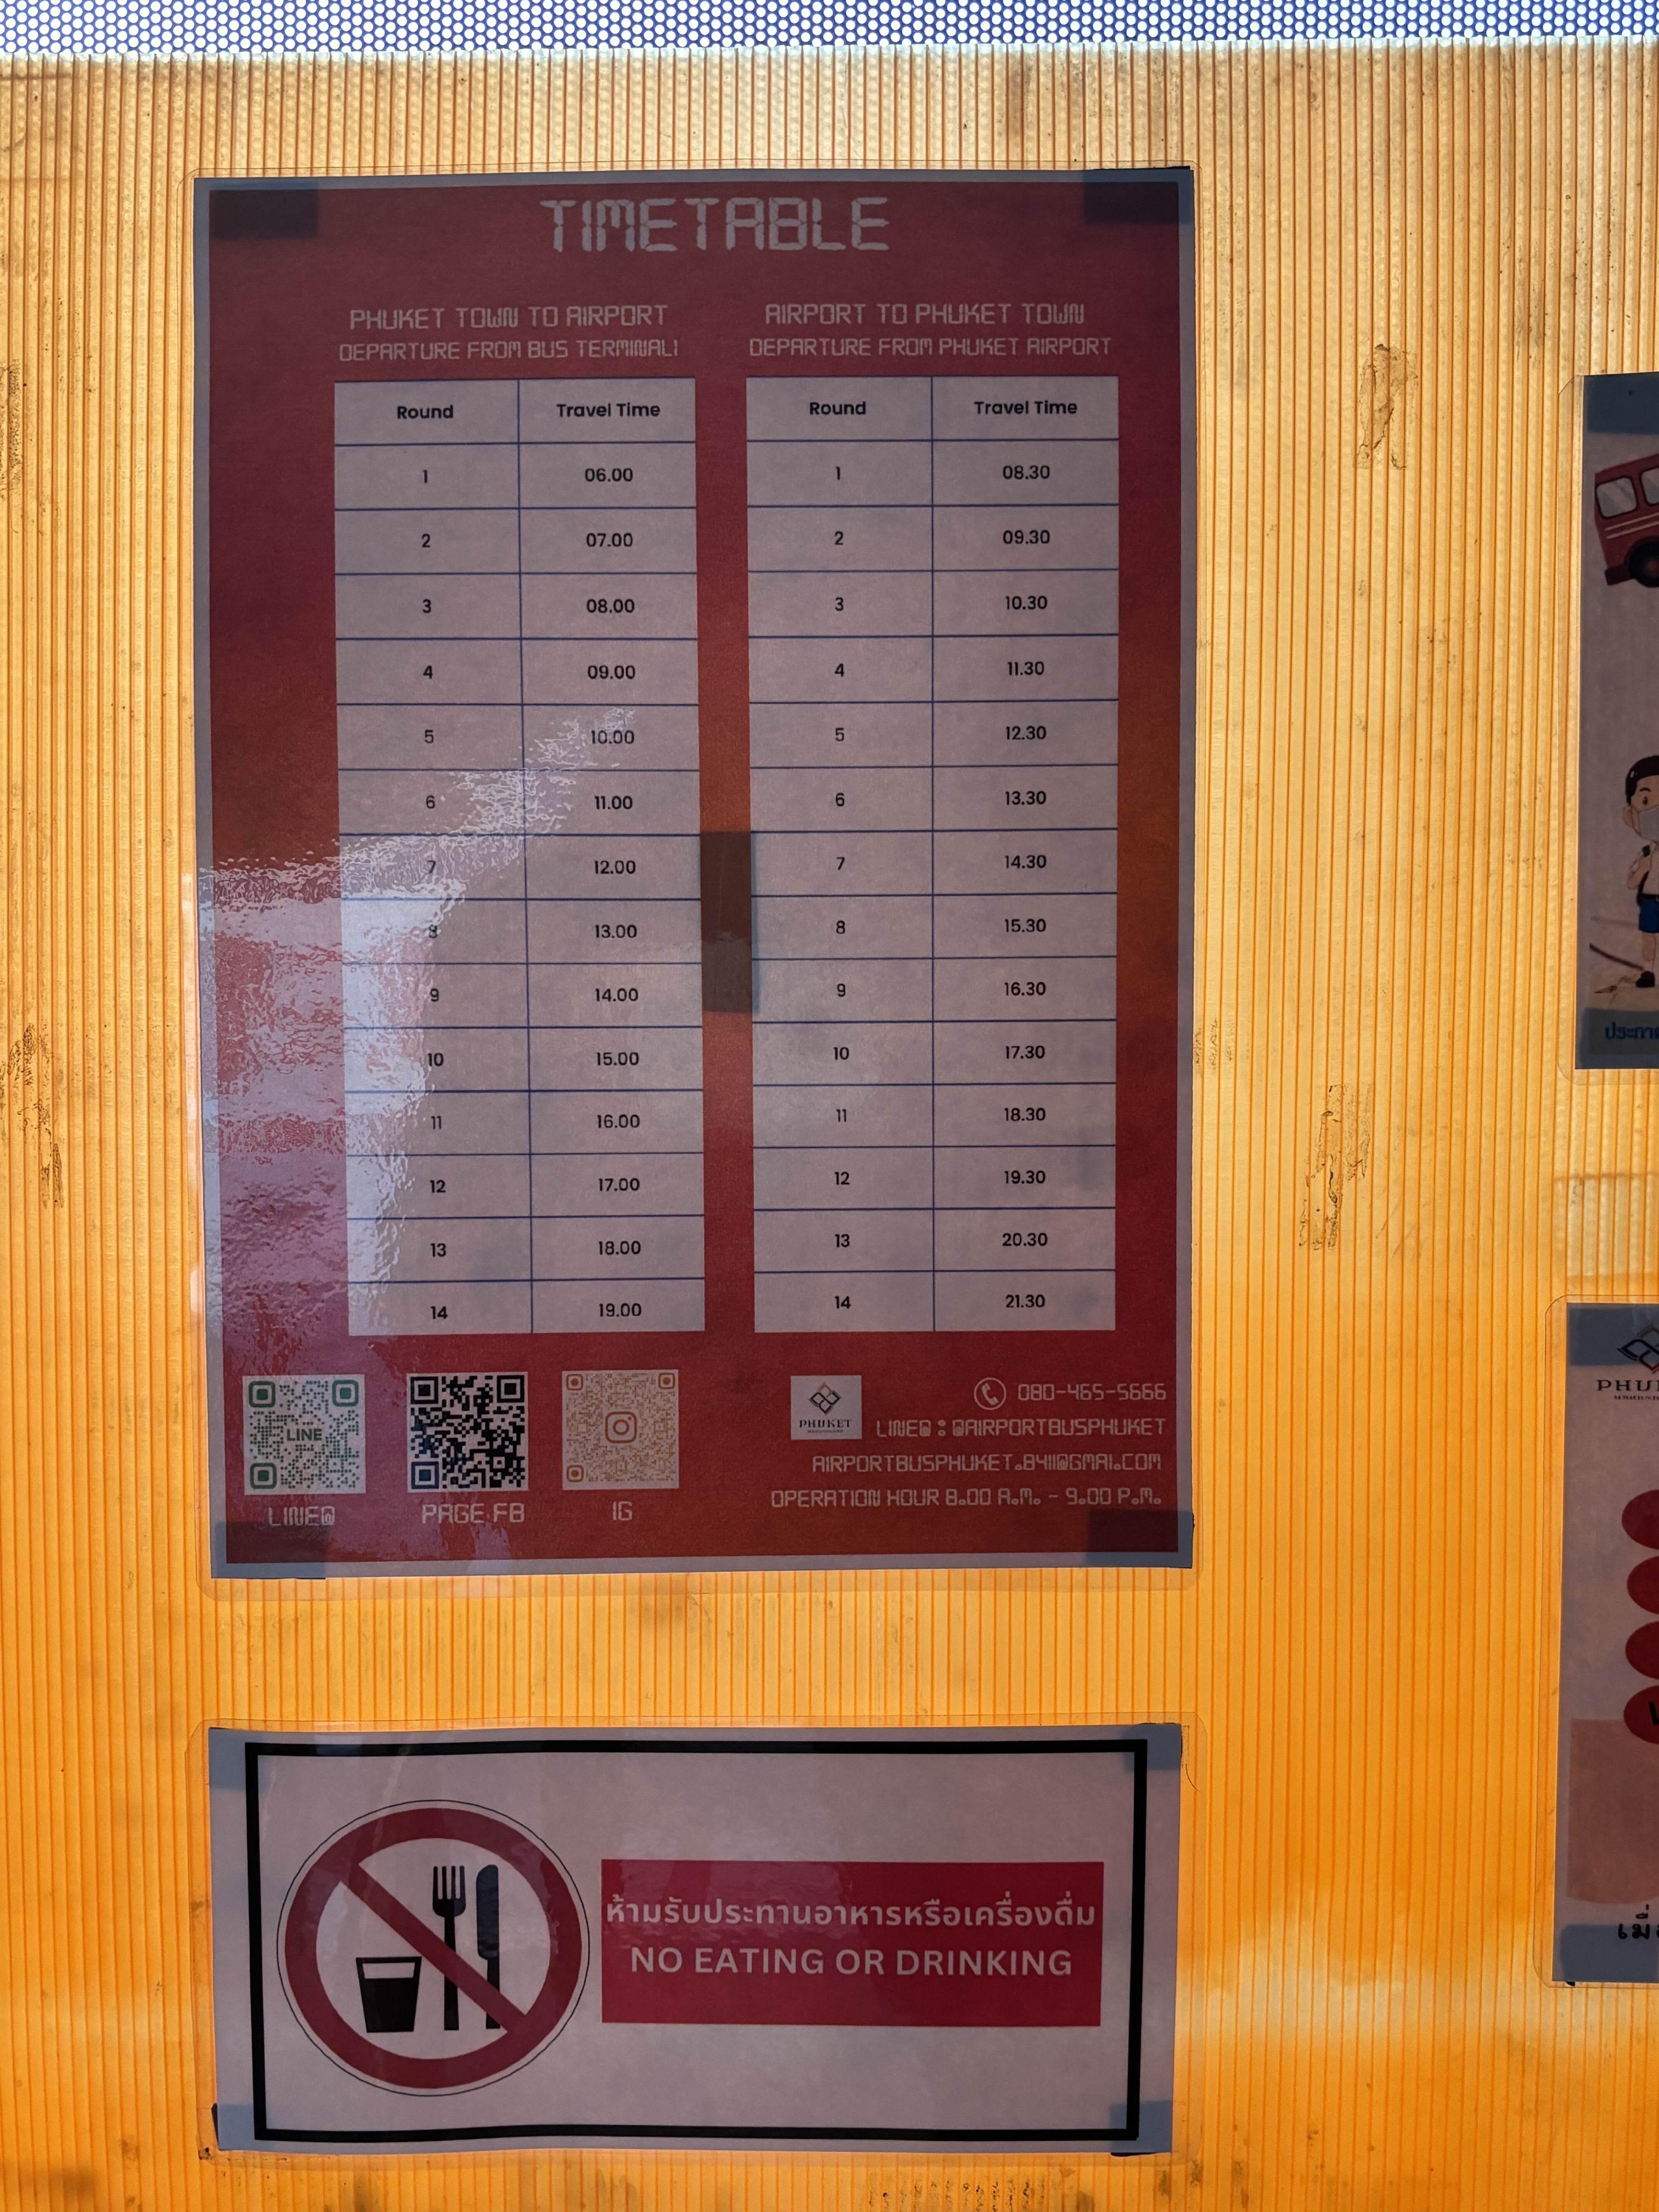 TIMETABLE
PHUKET TOWN TO AIRPORT
DEPARTURE FROM BUS TERMINAL1
Round Travel Time
1 06.00
2 07.00
3 08.00
4 09.00
5 10.00
6 11.00
7 12.00
8 13.00
9 14.00
10 15.00
11 16.00
12 17.00
13 18.00
14 19.00
AIRPORT TO PHUKET TOWN
DEPARTURE FROM PHUKET AIRPORT
Round Travel Time
1 08.30
2 09.30
3 10.30
4 11.30
5 12.30
6 13.30
7 14.30
8 15.30
9 16.30
10 17.30
11 18.30
12 19.30
13 20.30
14 21.30
LINE
LINE@
PAGE FB
IG
PHUKET
080-465-5666
LINE@ : @AIRPORTBUSPHUKET
AIRPORTBUSPHUKET.8411@GMAI.COM
OPERATION HOUR 8.00 A.M. - 9.00 P.M.
ห้ามรับประทานอาหารหรือเครื่องดื่ม
NO EATING OR DRINKING